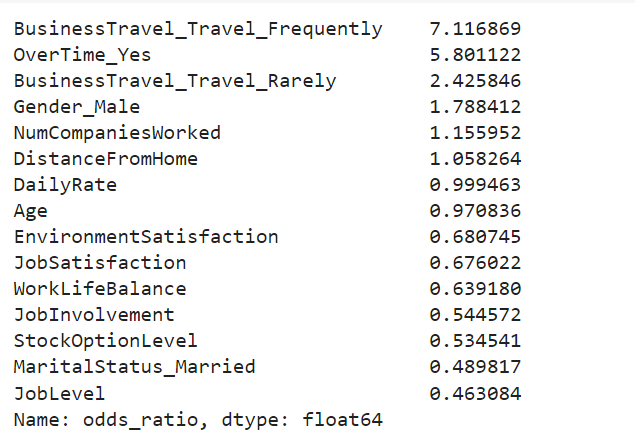 BusinessTravel_Travel_Frequently    7.116869
OverTime_Yes                        5.801122
BusinessTravel_Travel_Rarely        2.425846
Gender_Male                         1.788412
NumCompaniesWorked                  1.155952
DistanceFromHome                    1.058264
DailyRate                           0.999463
Age                                 0.970836
EnvironmentSatisfaction             0.680745
JobSatisfaction                     0.676022
WorkLifeBalance                     0.639180
JobInvolvement                      0.544572
StockOptionLevel                    0.534541
MaritalStatus_Married               0.489817
JobLevel                            0.463084
Name: odds_ratio, dtype: float64